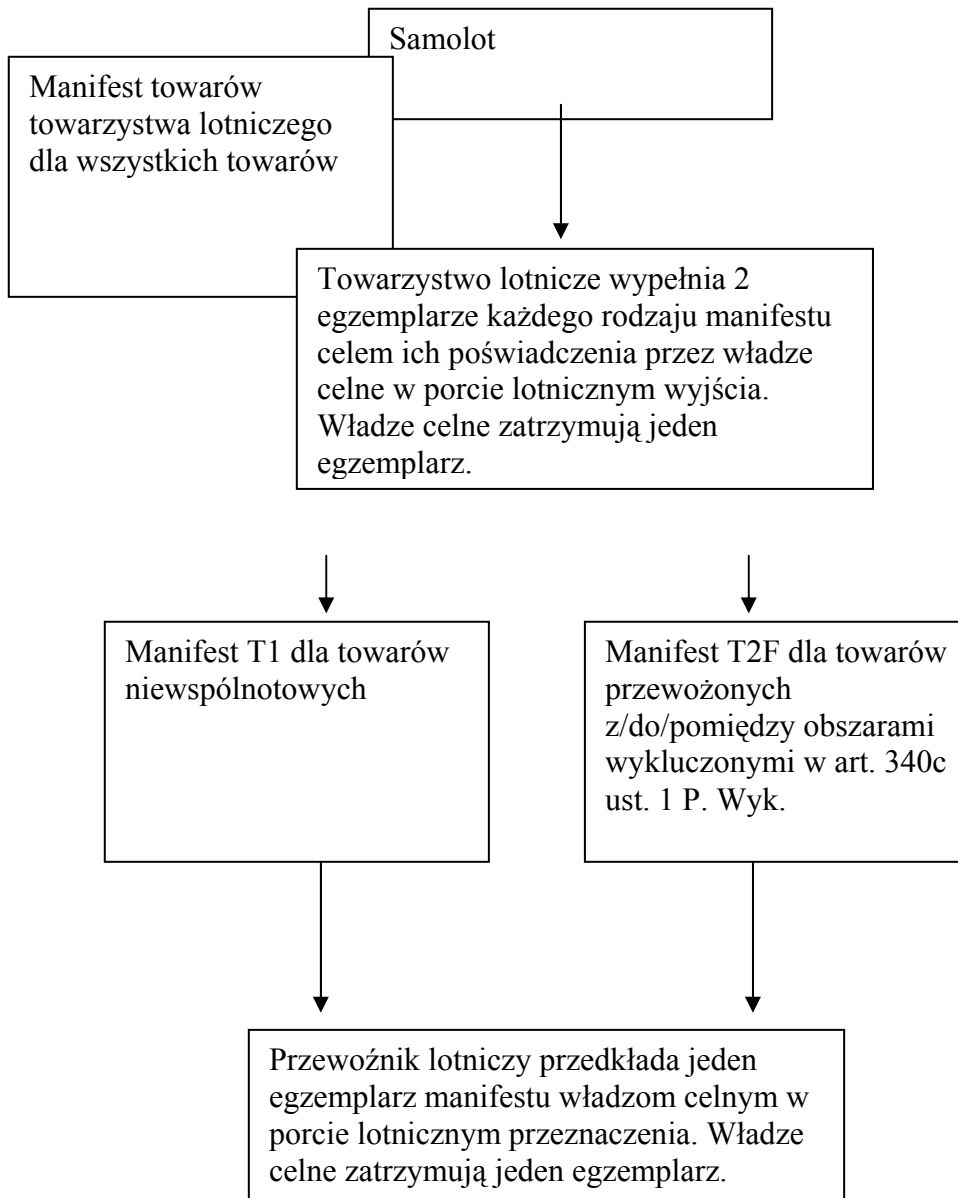 Samolot
Manifest towarów
towarzystwa lotniczego
dla wszystkich towarów
Towarzystwo lotnicze wypełnia 2
egzemplarze każdego rodzaju manifestu
celem ich poświadczenia przez władze
celne w porcie lotnicznym wyjścia.
Władze celne zatrzymują jeden
egzemplarz.
Manifest T1 dla towarów
niewspólnotowych
Manifest T2F dla towarów
przewożonych
z/do/pomiędzy obszarami
wykluczonymi w art. 340c
ust. 1 P. Wyk.
Przewoźnik lotniczy przedkłada jeden
egzemplarz manifestu władzom celnym w
porcie lotnicznym przeznaczenia. Władze
celne zatrzymują jeden egzemplarz.